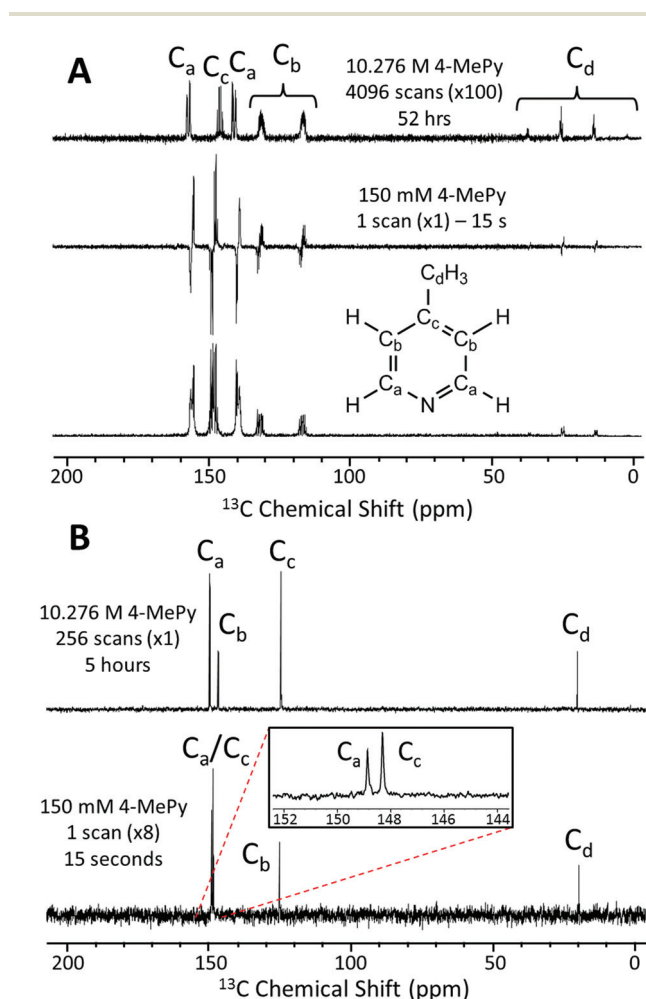 A
Ca
Cc
Ca
Cb
10.276 M 4-MePy
4096 scans (x100)
52 hrs
Cd
150 mM 4-MePy
1 scan (x1) – 15 s
CdH3
H
Cc
H
Cb
Cb
Ca
Ca
H
N
H
200
150
100
50
0
13C Chemical Shift (ppm)
B
Ca
Cc
10.276 M 4-MePy
256 scans (x1)
5 hours
Cb
Cd
Ca/Cc
Ca
Cc
152
150
148
146
144
150 mM 4-MePy
1 scan (x8)
15 seconds
Cb
Cd
200
150
100
50
0
13C Chemical Shift (ppm)